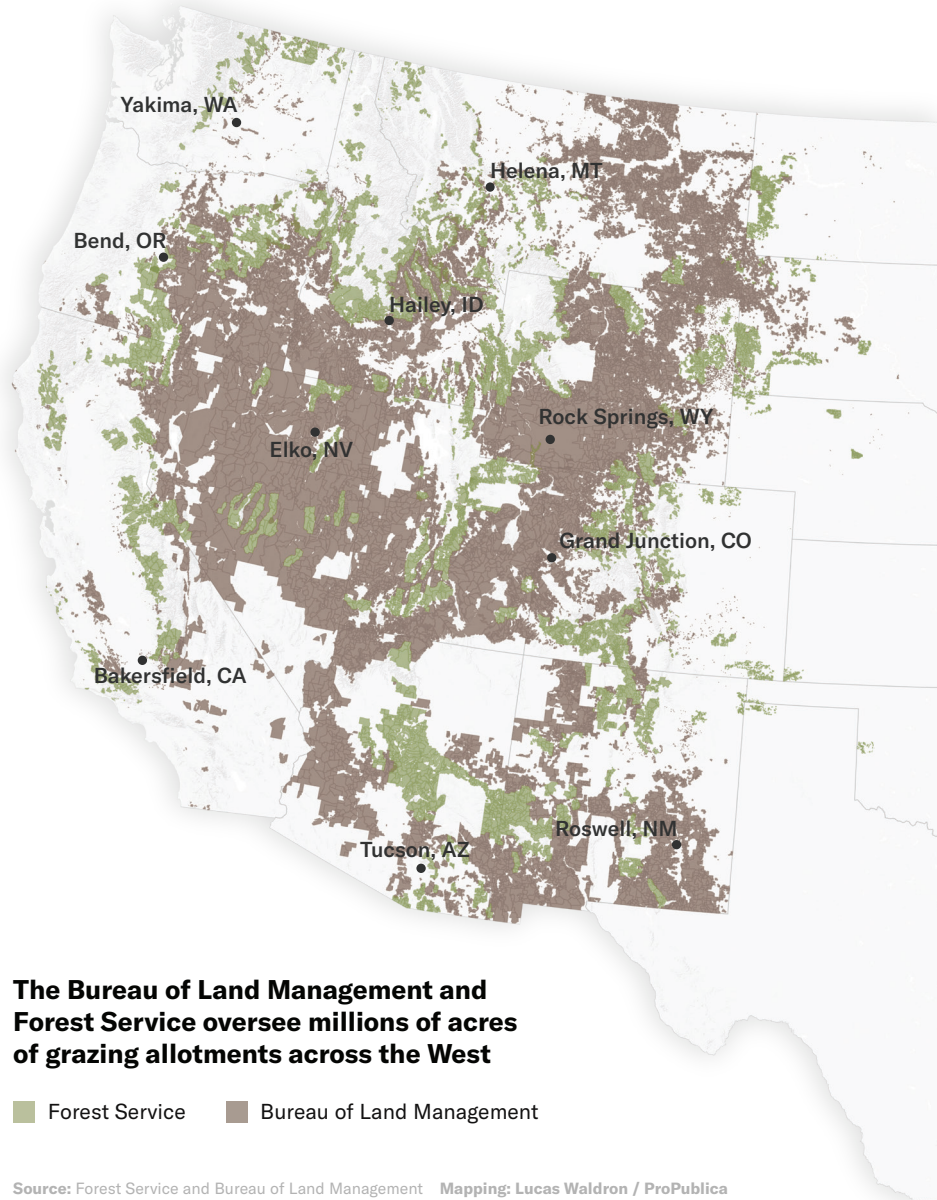 Yakima, WA
Helena, MT
Bend, OR
Hailey, ID
Rock Springs, WY
Elko, NV
Grand Junction, CO
Bakersfield, CA
Roswell, NM
Tucson, AZ
The Bureau of Land Management and
Forest Service oversee millions of acres
of grazing allotments across the West
Forest Service
Bureau of Land Management
Source: Forest Service and Bureau of Land Management Mapping: Lucas Waldron / ProPublica